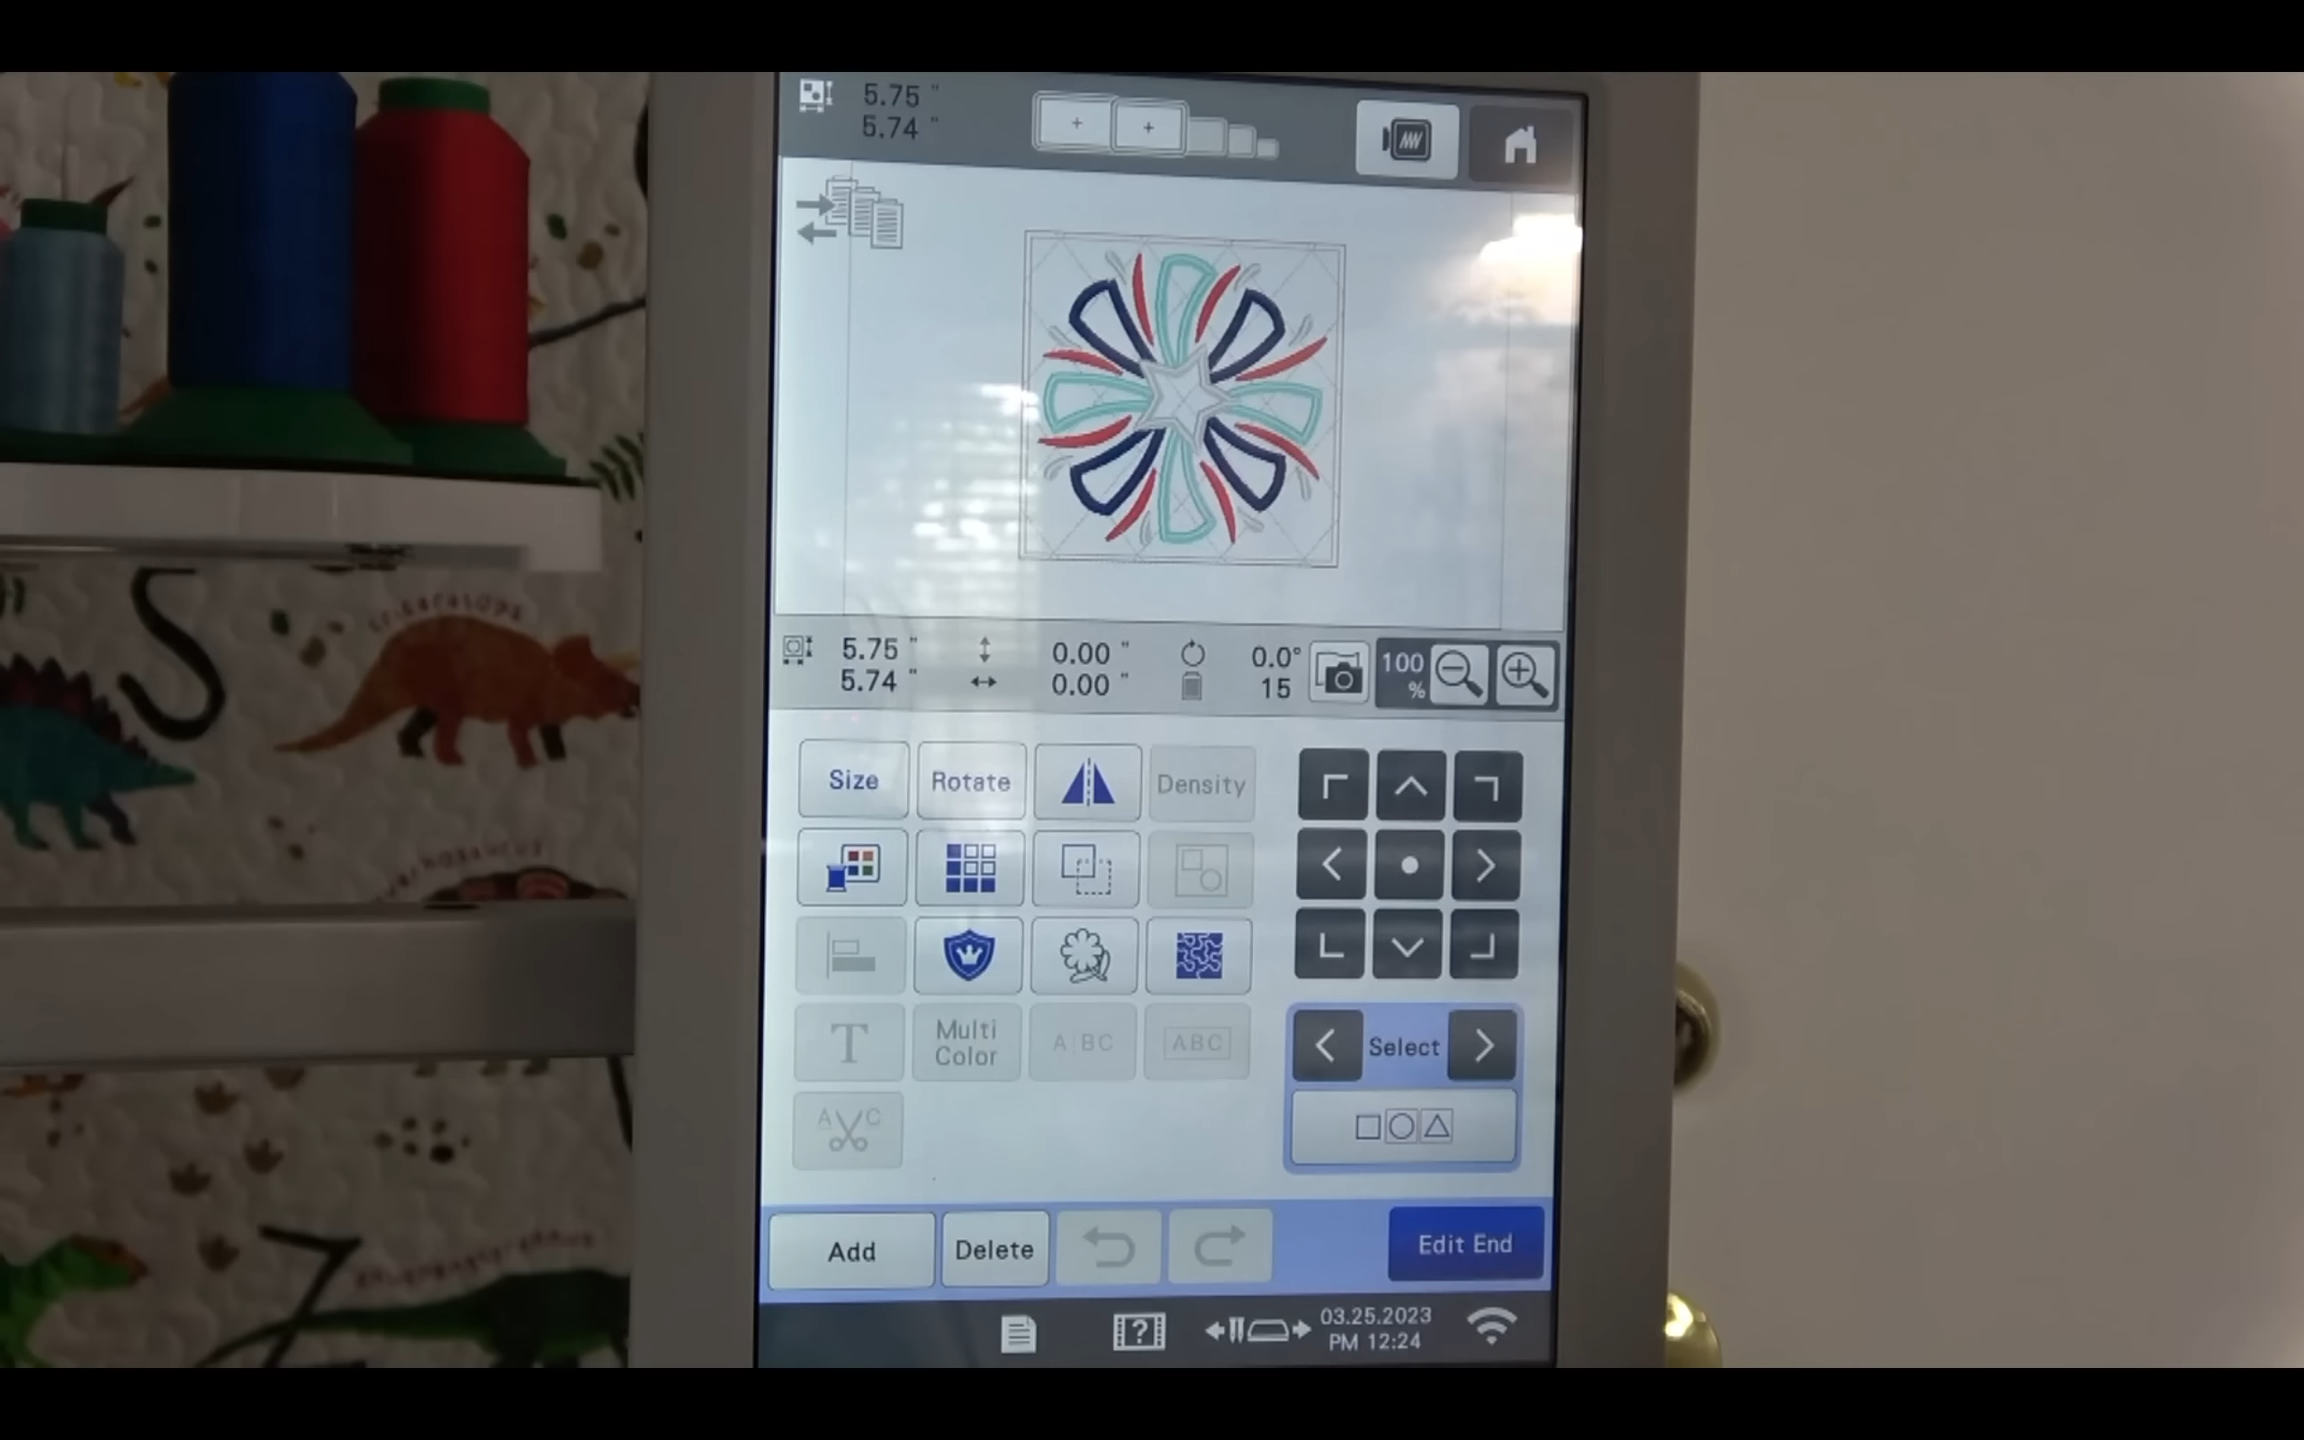 5.75 "
5.74 "
5.75 " 0.00 " 0.0°
5.74 " 0.00 " 15
100
%
Size Rotate Density
T Multi
Color
A BC ABC
A C
Select
Add Delete Edit End
03.25.2023
PM 12:24
triceratops
S
Z